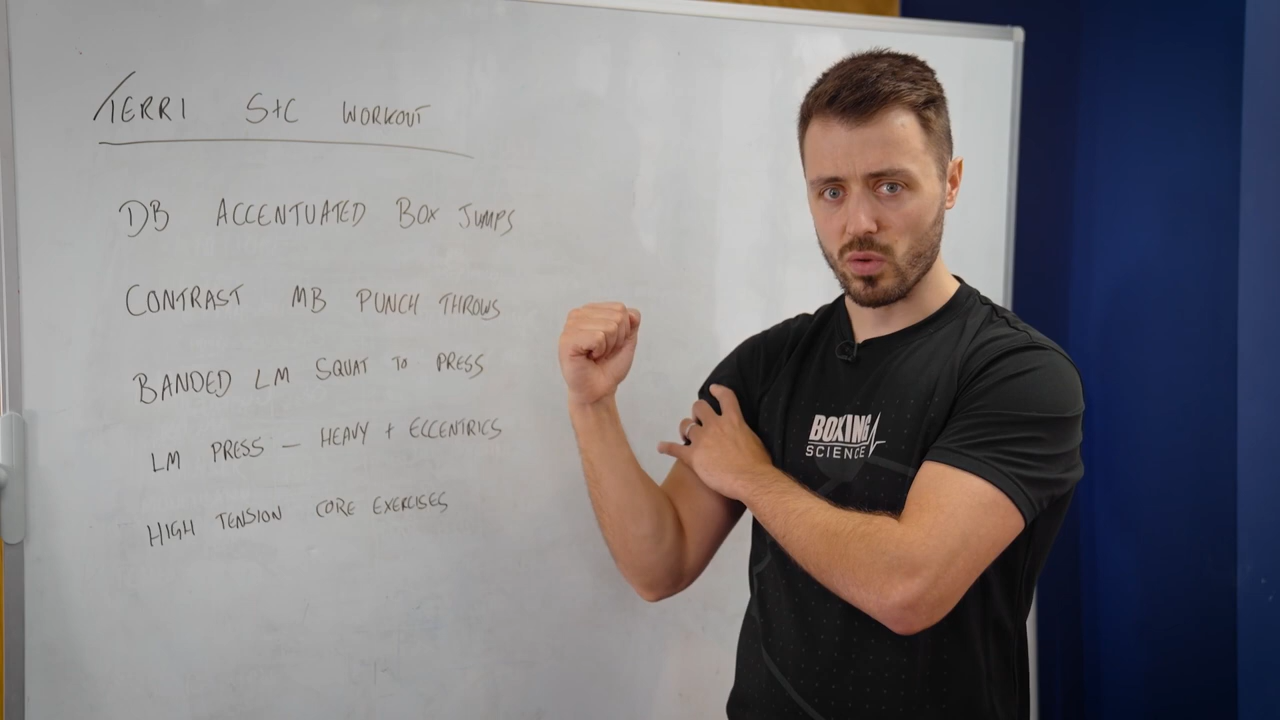 TERRI S+C WORKOUT
DB ACCENTUATED BOX JUMPS
CONTRAST MB PUNCH THROWS
BANDED LM SQUAT TO PRESS
LM PRESS – HEAVY + ECCENTRICS
HIGH TENSION CORE EXERCISES
BOXING
SCIENCE